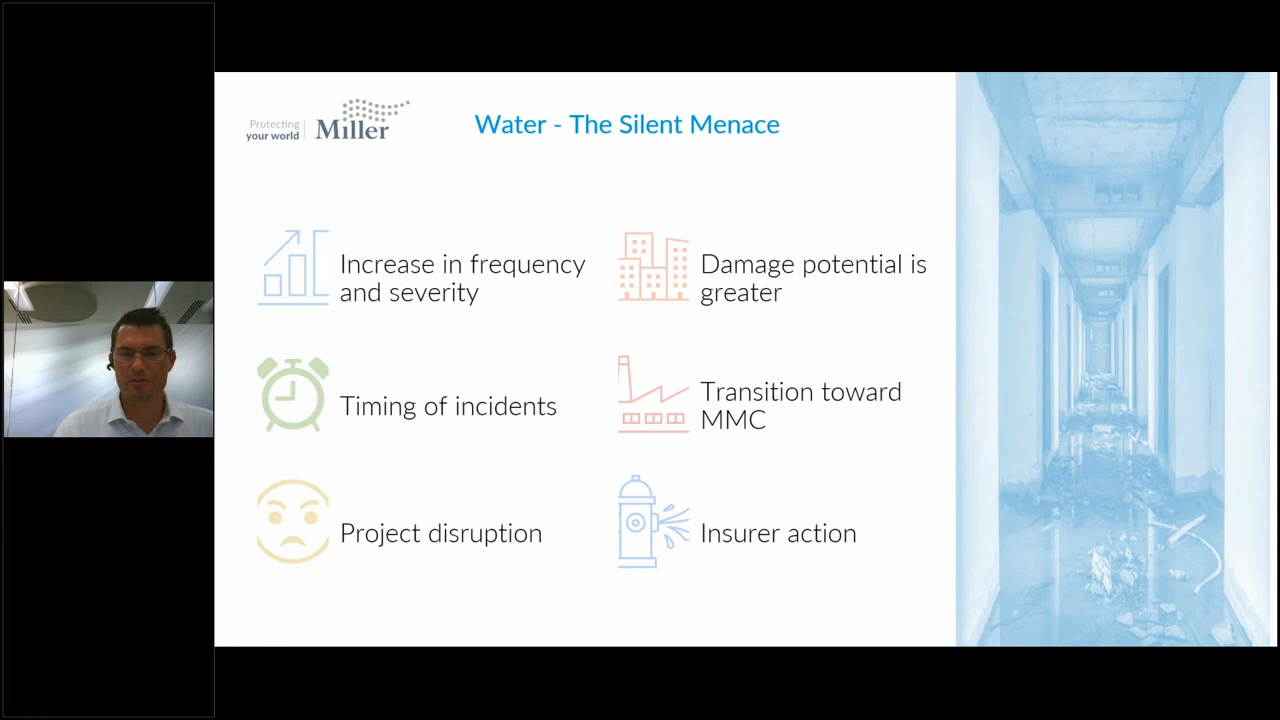 Protecting
your world
Miller
Water - The Silent Menace
Increase in frequency
and severity
Damage potential is
greater
Timing of incidents
Transition toward
MMC
Project disruption
Insurer action